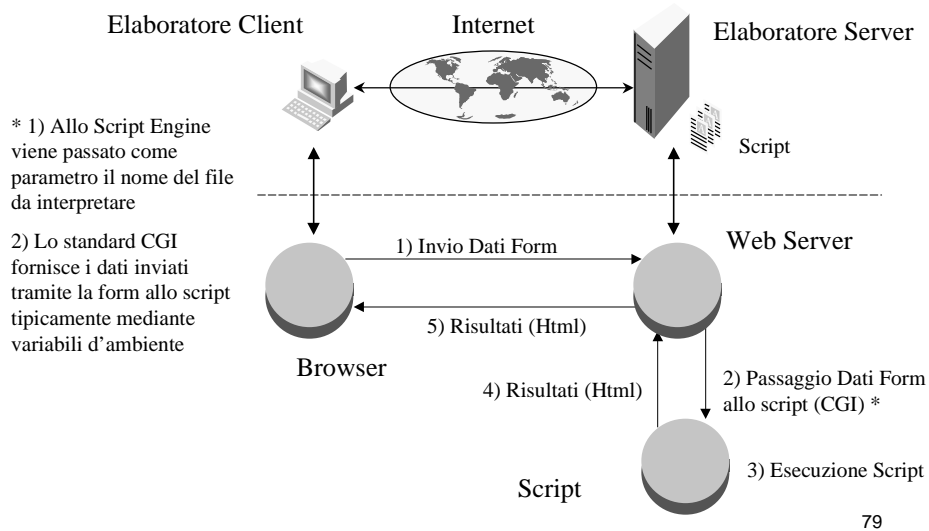 Elaboratore Client
Internet
Elaboratore Server
Script
* 1) Allo Script Engine
viene passato come
parametro il nome del file
da interpretare
2) Lo standard CGI
fornisce i dati inviati
tramite la form allo script
tipicamente mediante
variabili d'ambiente
1) Invio Dati Form
Web Server
5) Risultati (Html)
Browser
4) Risultati (Html)
2) Passaggio Dati Form
allo script (CGI) *
3) Esecuzione Script
Script
79